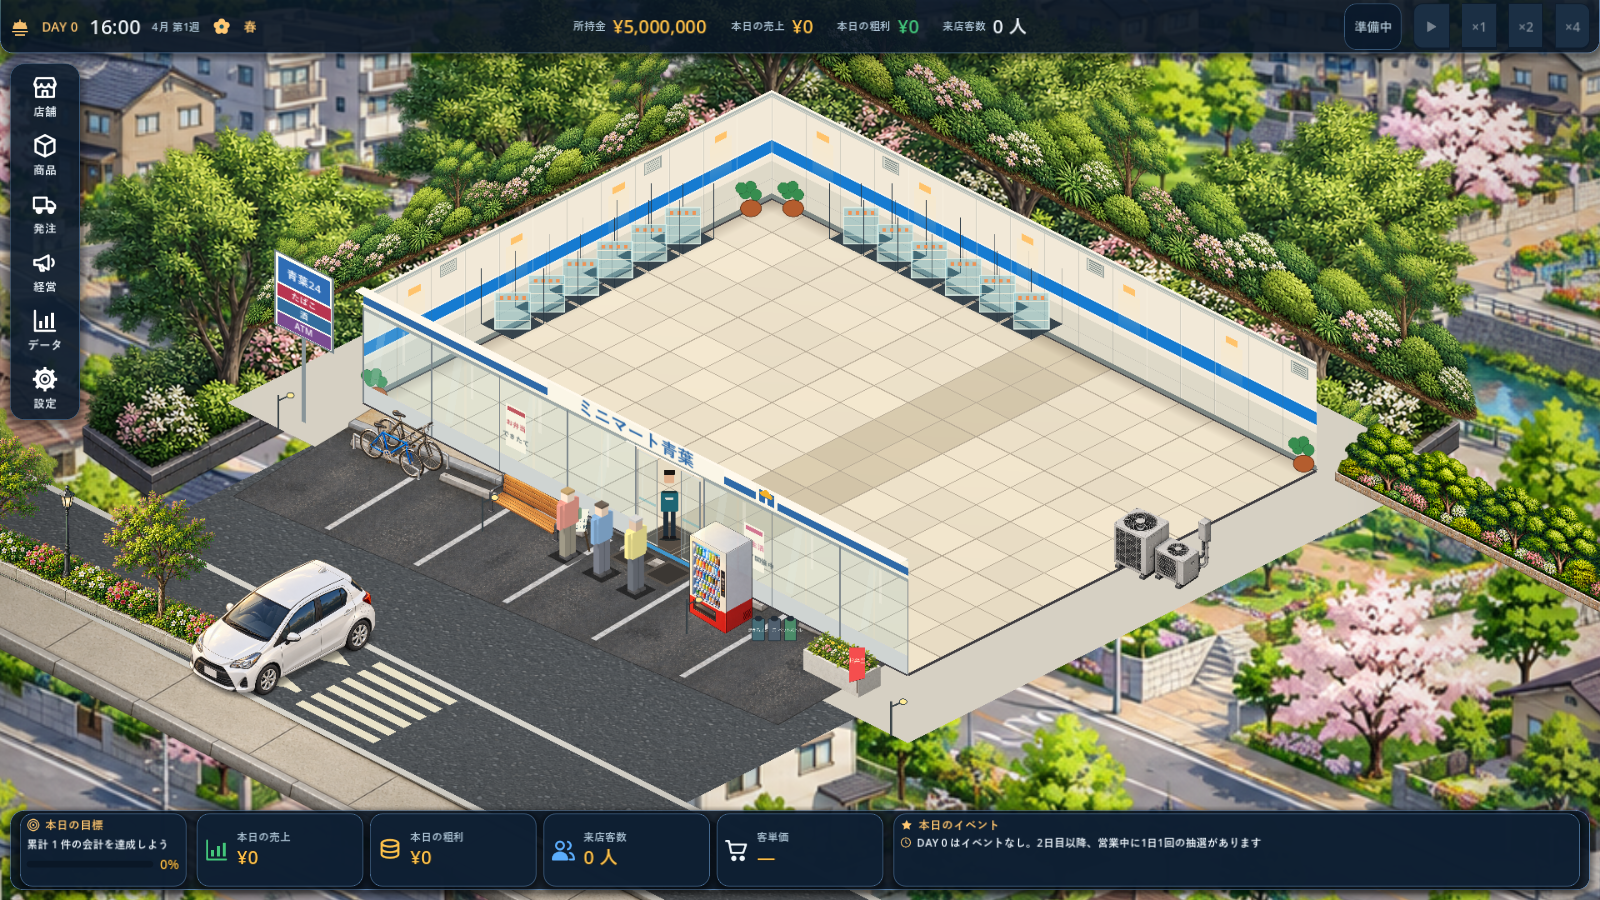 DAY 0 16:00 4月 第1週 春
所持金 ¥5,000,000 本日の売上 ¥0 本日の粗利 ¥0 来店客数 0 人
準備中 ×1 ×2 ×4
店舗
商品
発注
経営
データ
設定
青葉24
たばこ
酒
ATM
ミニマート青葉
お弁当
できたて
本日の目標
累計 1 件の会計を達成しよう
0%
本日の売上
¥0
本日の粗利
¥0
来店客数
0 人
客単価
—
本日のイベント
DAY 0 はイベントなし。2日目以降、営業中に1日1回の抽選があります